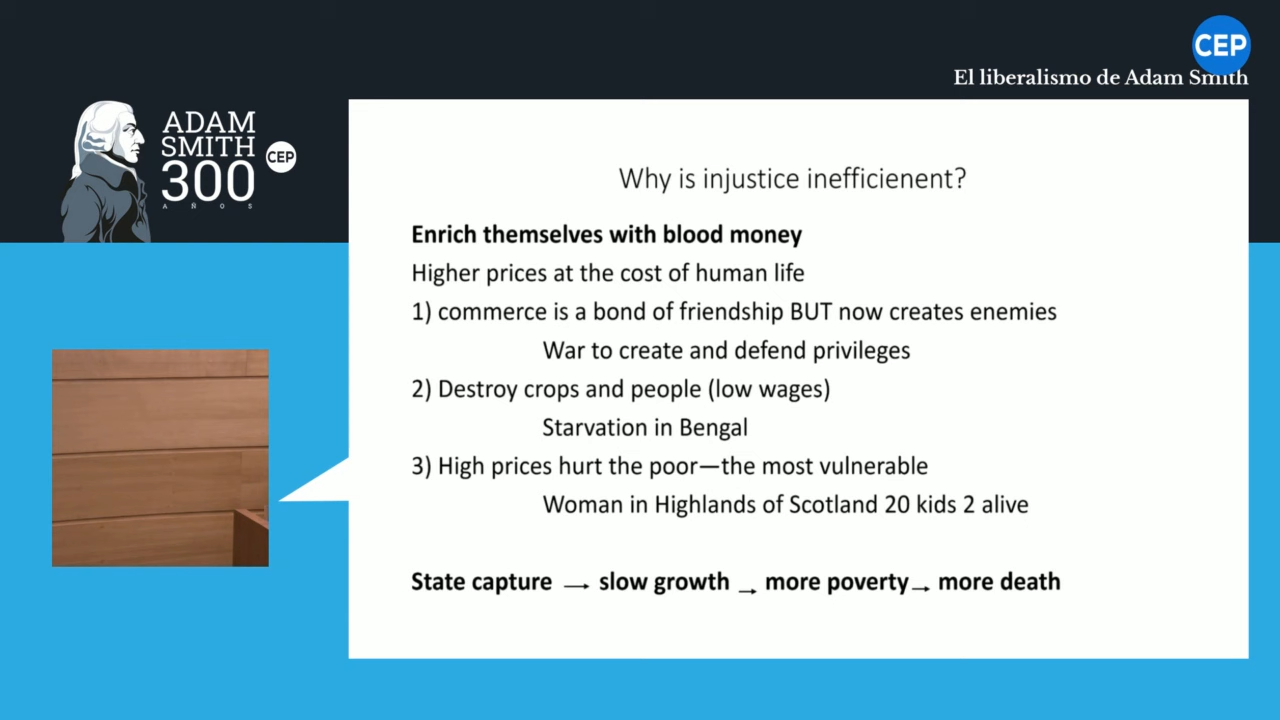 CEP
El liberalismo de Adam Smith
ADAM
SMITH
300
AÑOS
CEP
Why is injustice inefficienent?
Enrich themselves with blood money
Higher prices at the cost of human life
1) commerce is a bond of friendship BUT now creates enemies
War to create and defend privileges
2) Destroy crops and people (low wages)
Starvation in Bengal
3) High prices hurt the poor—the most vulnerable
Woman in Highlands of Scotland 20 kids 2 alive
State capture → slow growth → more poverty → more death